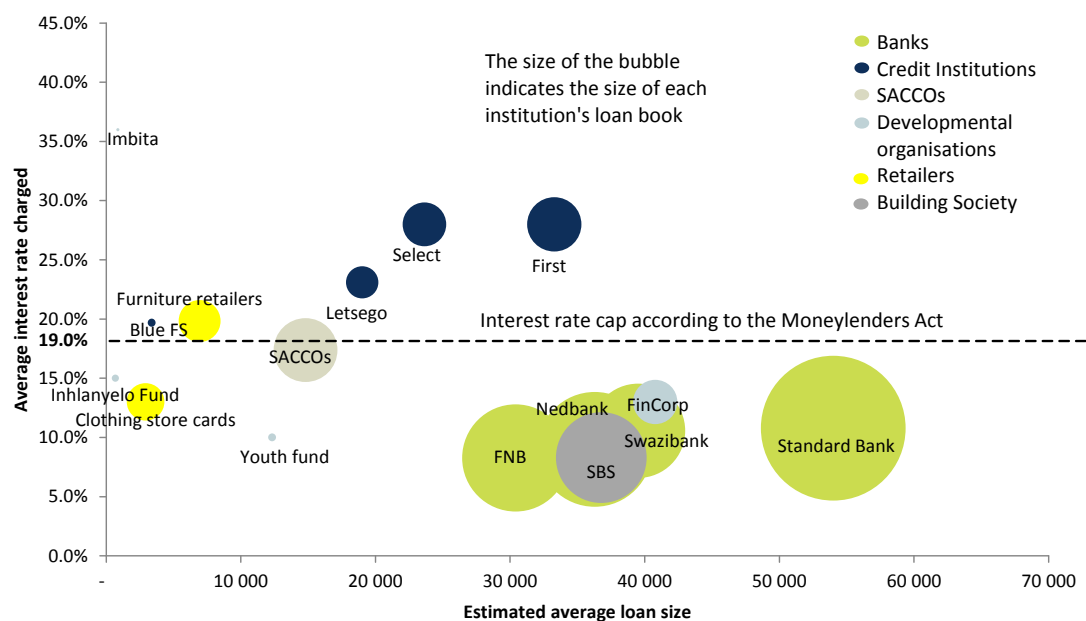 45.0%
40.0%
35.0%
30.0%
25.0%
20.0%
19.0%
15.0%
10.0%
5.0%
0.0%
Average interest rate charged
The size of the bubble
indicates the size of each
institution's loan book
Banks
Credit Institutions
SACCOs
Developmental
organisations
Retailers
Building Society
Imbita
Select
First
Letsego
Furniture retailers
Blue FS
Interest rate cap according to the Moneylenders Act
SACCOs
Inhlanyelo Fund
Clothing store cards
Youth fund
Nedbank
FinCorp
Swazibank
FNB
SBS
Standard Bank
-
10 000
20 000
30 000
40 000
50 000
60 000
70 000
Estimated average loan size